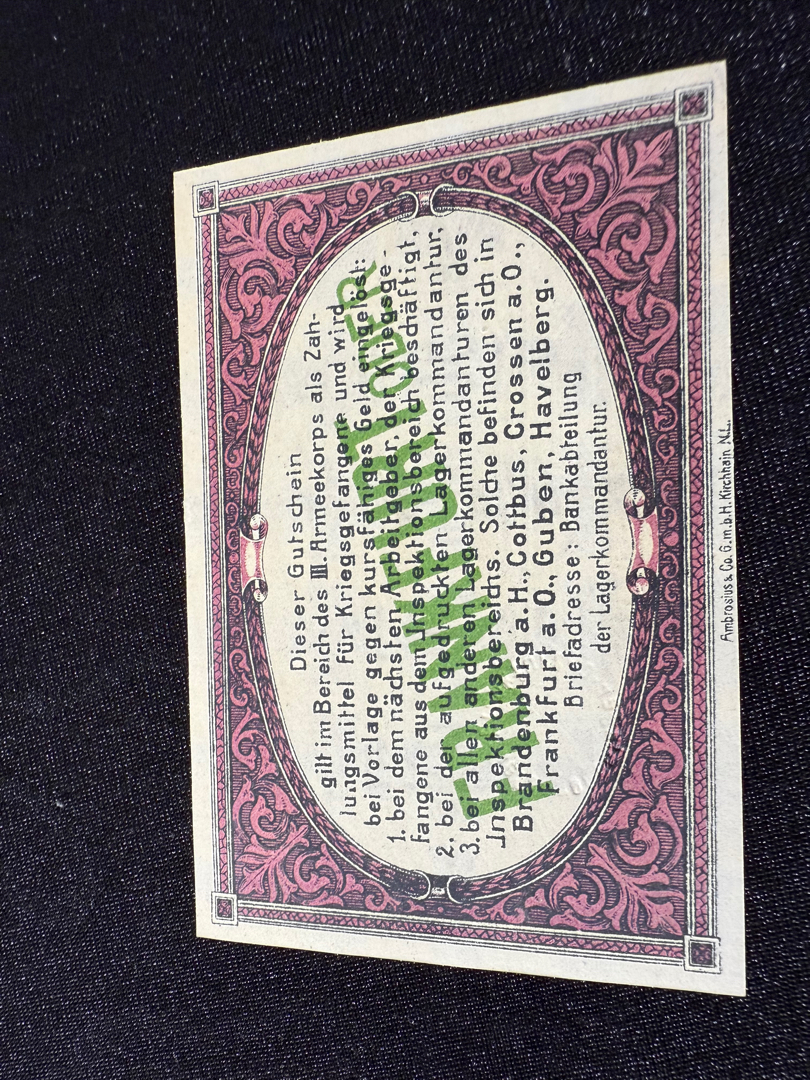 Dieser Gutschein
gilt im Bereich des III. Armeekorps als Zah-
lungsmittel für Kriegsgefangene und wird
bei Vorlage gegen kursfähiges Geld eingelöst:
1. bei dem nächsten Arbeitgeber, der Kriegsge-
fangene aus dem Inspektionsbereich beschäftigt,
2. bei der aufgedruckten Lagerkommandantur,
3. bei allen anderen Lagerkommandanturen des
Inspektionsbereichs. Solche befinden sich in
Brandenburg a. H., Cottbus, Crossen a. O.,
Frankfurt a. O., Guben, Havelberg.
Briefadresse: Bankabteilung
der Lagerkommandantur.
FRANKFURT ODER
Ambrosius & Co. G.m.b.H. Kirchhain N.L.